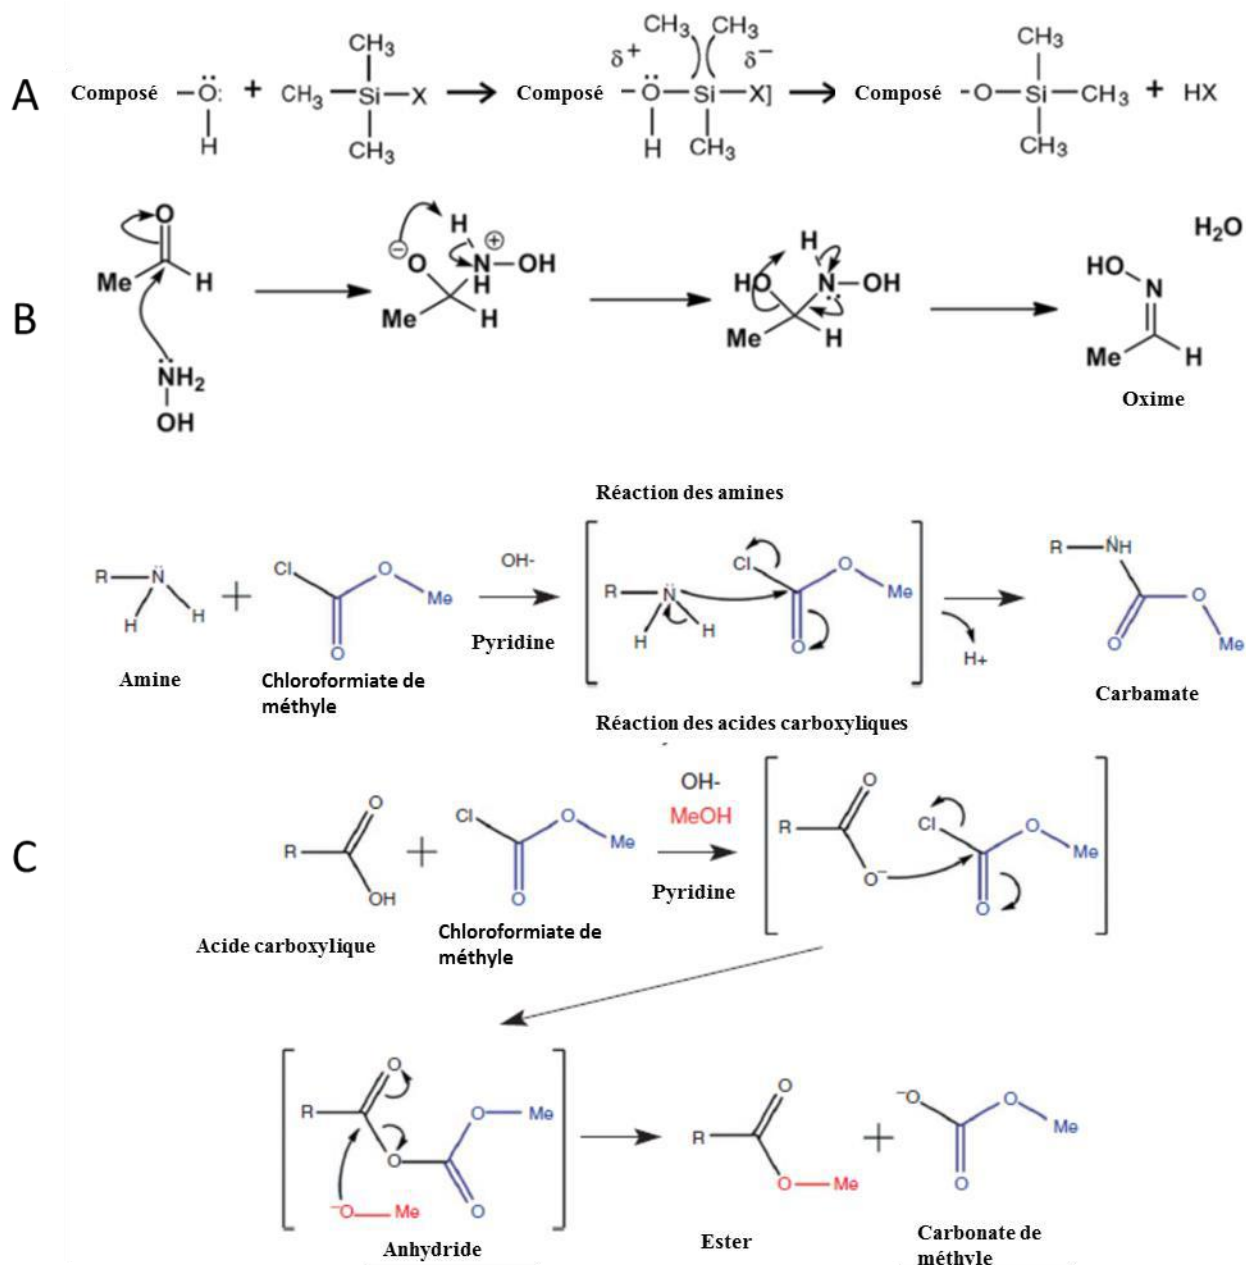 CH₃ CH₃ CH₃
CH₃ δ⁺ δ⁻
A Composé –O: + CH₃ –Si–X → Composé –O–Si–X] → Composé –O–Si–CH₃ + HX
H CH₃ H CH₃ CH₃
O H ⊕ H H₂O
⊖ O N–OH HO N–OH HO N
Me H H
B Me H Me H Me H
NH₂ Oxime
OH
Réaction des amines
R N Cl O Me OH- R N Cl O Me R NH O
H H O Pyridine H H O H+ O Me
Amine Chloroformiate de
méthyle
Carbamate
Réaction des acides carboxyliques
O Cl O Me OH- O Cl O Me
C R + MeOH R
OH O Pyridine O⁻ O
Acide carboxylique Chloroformiate de
méthyle
O O Me O ⁻O O
R R + Me
O O–Me O
⁻O–Me O
Anhydride Ester Carbonate de
méthyle